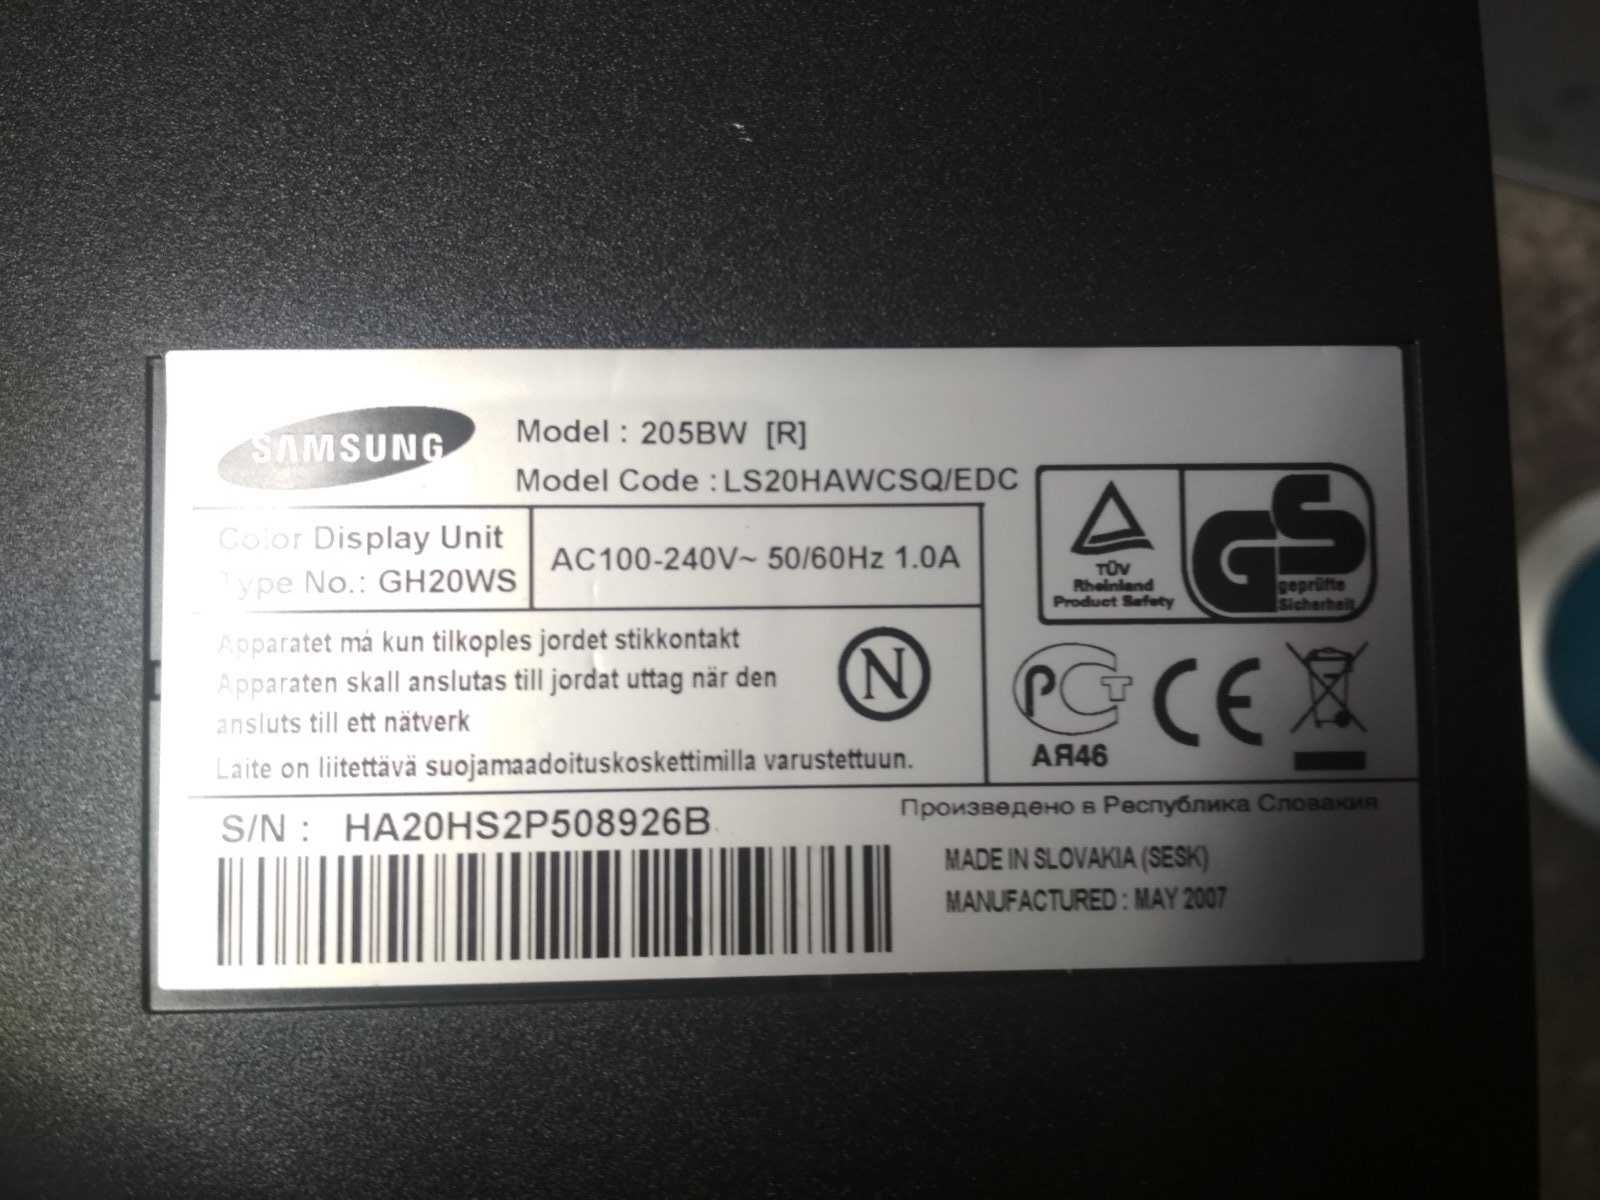 SAMSUNG
Model : 205BW [R]
Model Code : LS20HAWCSQ/EDC
Color Display Unit
Type No.: GH20WS
AC100-240V~ 50/60Hz 1.0A
TÜV
Rheinland
Product Safety
GS
geprüfte
Sicherheit
Apparatet må kun tilkoples jordet stikkontakt
Apparaten skall anslutas till jordat uttag när den
ansluts till ett nätverk
Laite on liitettävä suojamaadoituskoskettimilla varustettuun.
N
РСТ
АЯ46
CE
S/N : HA20HS2P508926B
Произведено в Республика Словакия
MADE IN SLOVAKIA (SESK)
MANUFACTURED : MAY 2007